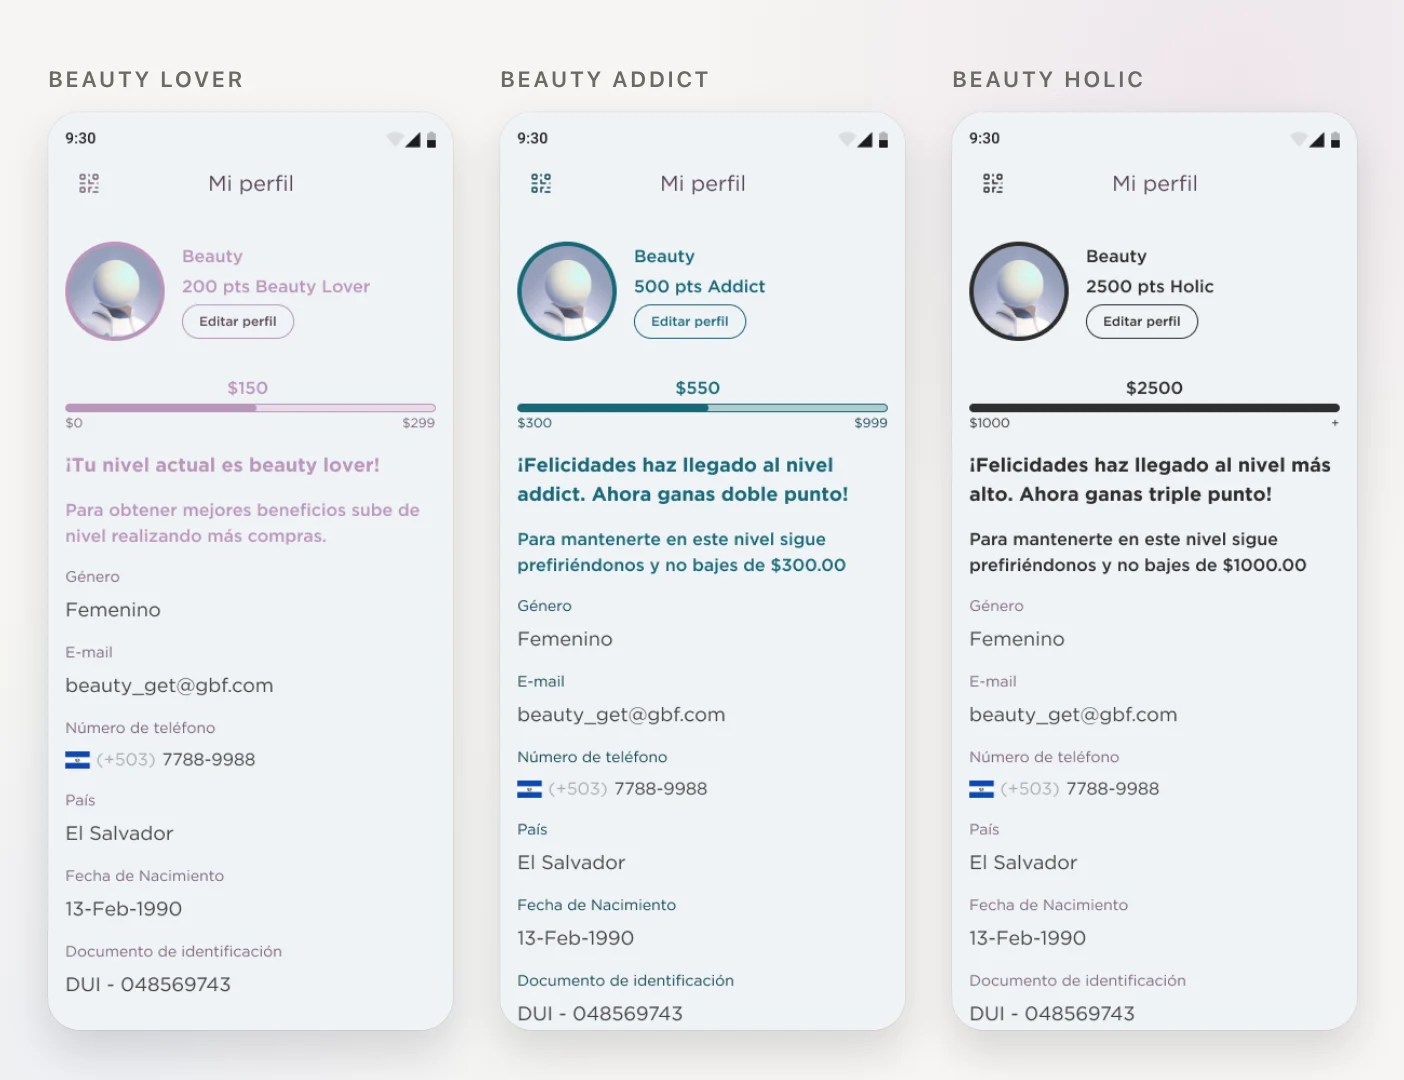 BEAUTY LOVER
9:30
Mi perfil
Beauty
200 pts Beauty Lover
Editar perfil
$150
$0
$299
¡Tu nivel actual es beauty lover!
Para obtener mejores beneficios sube de
nivel realizando más compras.
Género
Femenino
E-mail
beauty_get@gbf.com
Número de teléfono
(+503) 7788-9988
País
El Salvador
Fecha de Nacimiento
13-Feb-1990
Documento de identificación
DUI - 048569743
BEAUTY ADDICT
9:30
Mi perfil
Beauty
500 pts Addict
Editar perfil
$550
$300
$999
¡Felicidades haz llegado al nivel
addict. Ahora ganas doble punto!
Para mantenerte en este nivel sigue
prefiriéndonos y no bajes de $300.00
Género
Femenino
E-mail
beauty_get@gbf.com
Número de teléfono
(+503) 7788-9988
País
El Salvador
Fecha de Nacimiento
13-Feb-1990
Documento de identificación
DUI - 048569743
BEAUTY HOLIC
9:30
Mi perfil
Beauty
2500 pts Holic
Editar perfil
$2500
$1000
+
¡Felicidades haz llegado al nivel más
alto. Ahora ganas triple punto!
Para mantenerte en este nivel sigue
prefiriéndonos y no bajes de $1000.00
Género
Femenino
E-mail
beauty_get@gbf.com
Número de teléfono
(+503) 7788-9988
País
El Salvador
Fecha de Nacimiento
13-Feb-1990
Documento de identificación
DUI - 048569743